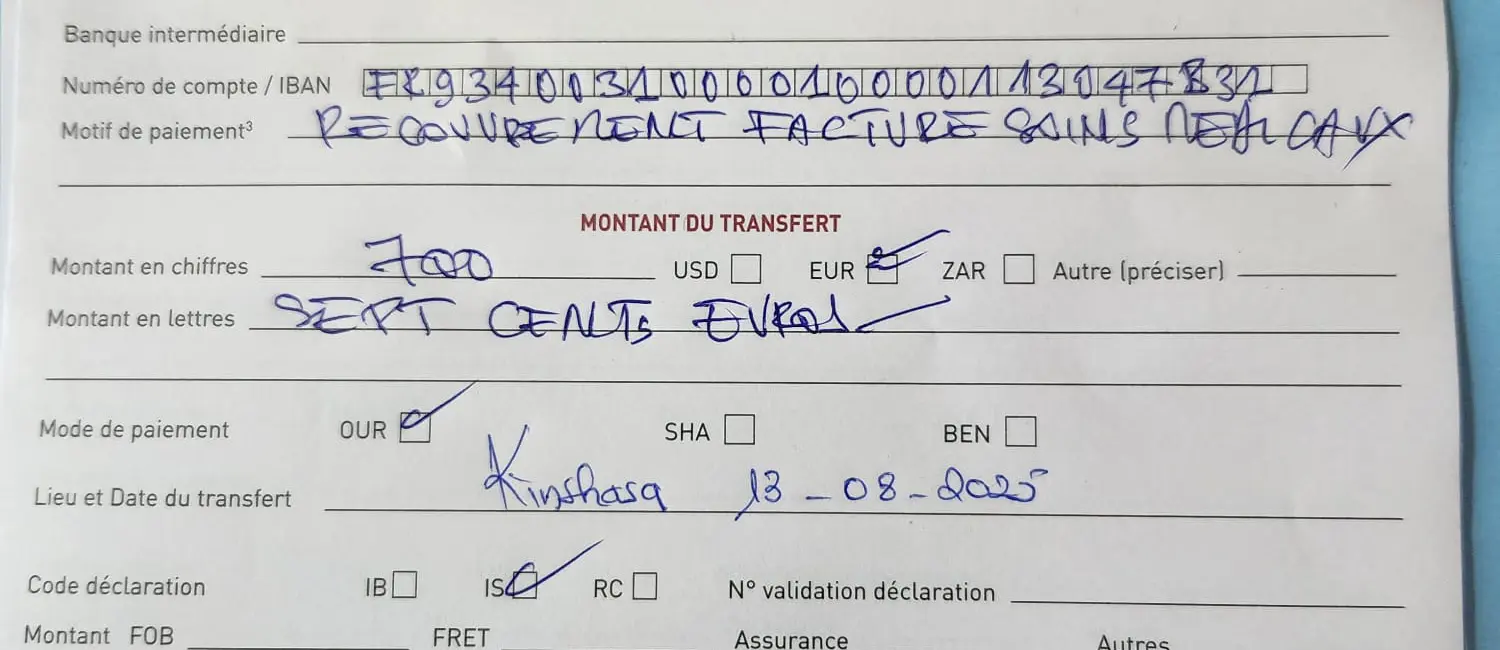 Banque intermédiaire
Numéro de compte / IBAN FR9340031000010000113047B31
Motif de paiement³ RECOUVREMENT FACTURE SOINS MEDICAUX
MONTANT DU TRANSFERT
Montant en chiffres 700 USD EUR ZAR Autre (préciser)
Montant en lettres SEPT CENTS EUROS
Mode de paiement OUR SHA BEN
Lieu et Date du transfert Kinshasa 13-08-2025
Code déclaration IB IS RC N° validation déclaration
Montant FOB FRET Assurance Autres